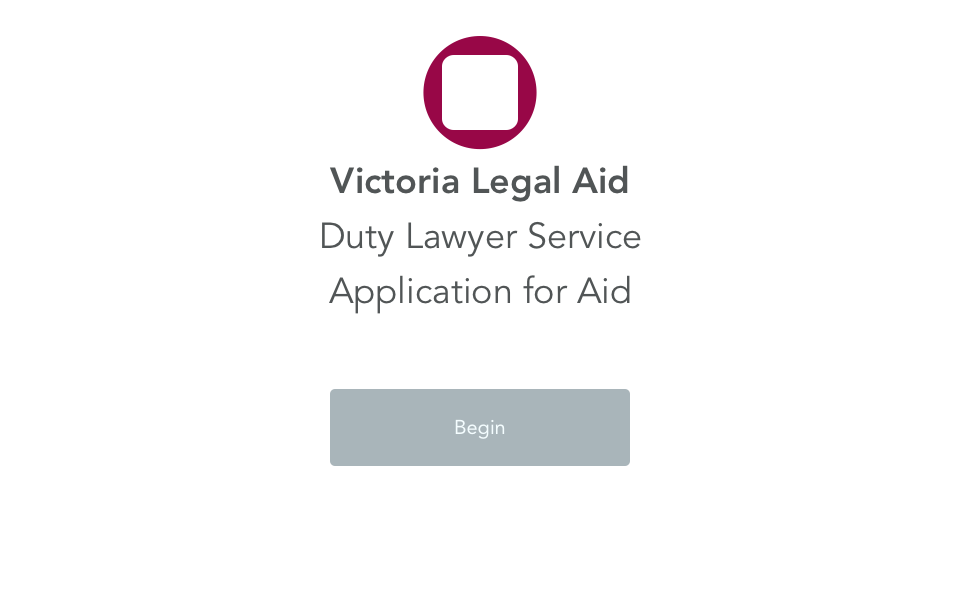 Victoria Legal Aid
Duty Lawyer Service
Application for Aid
Begin